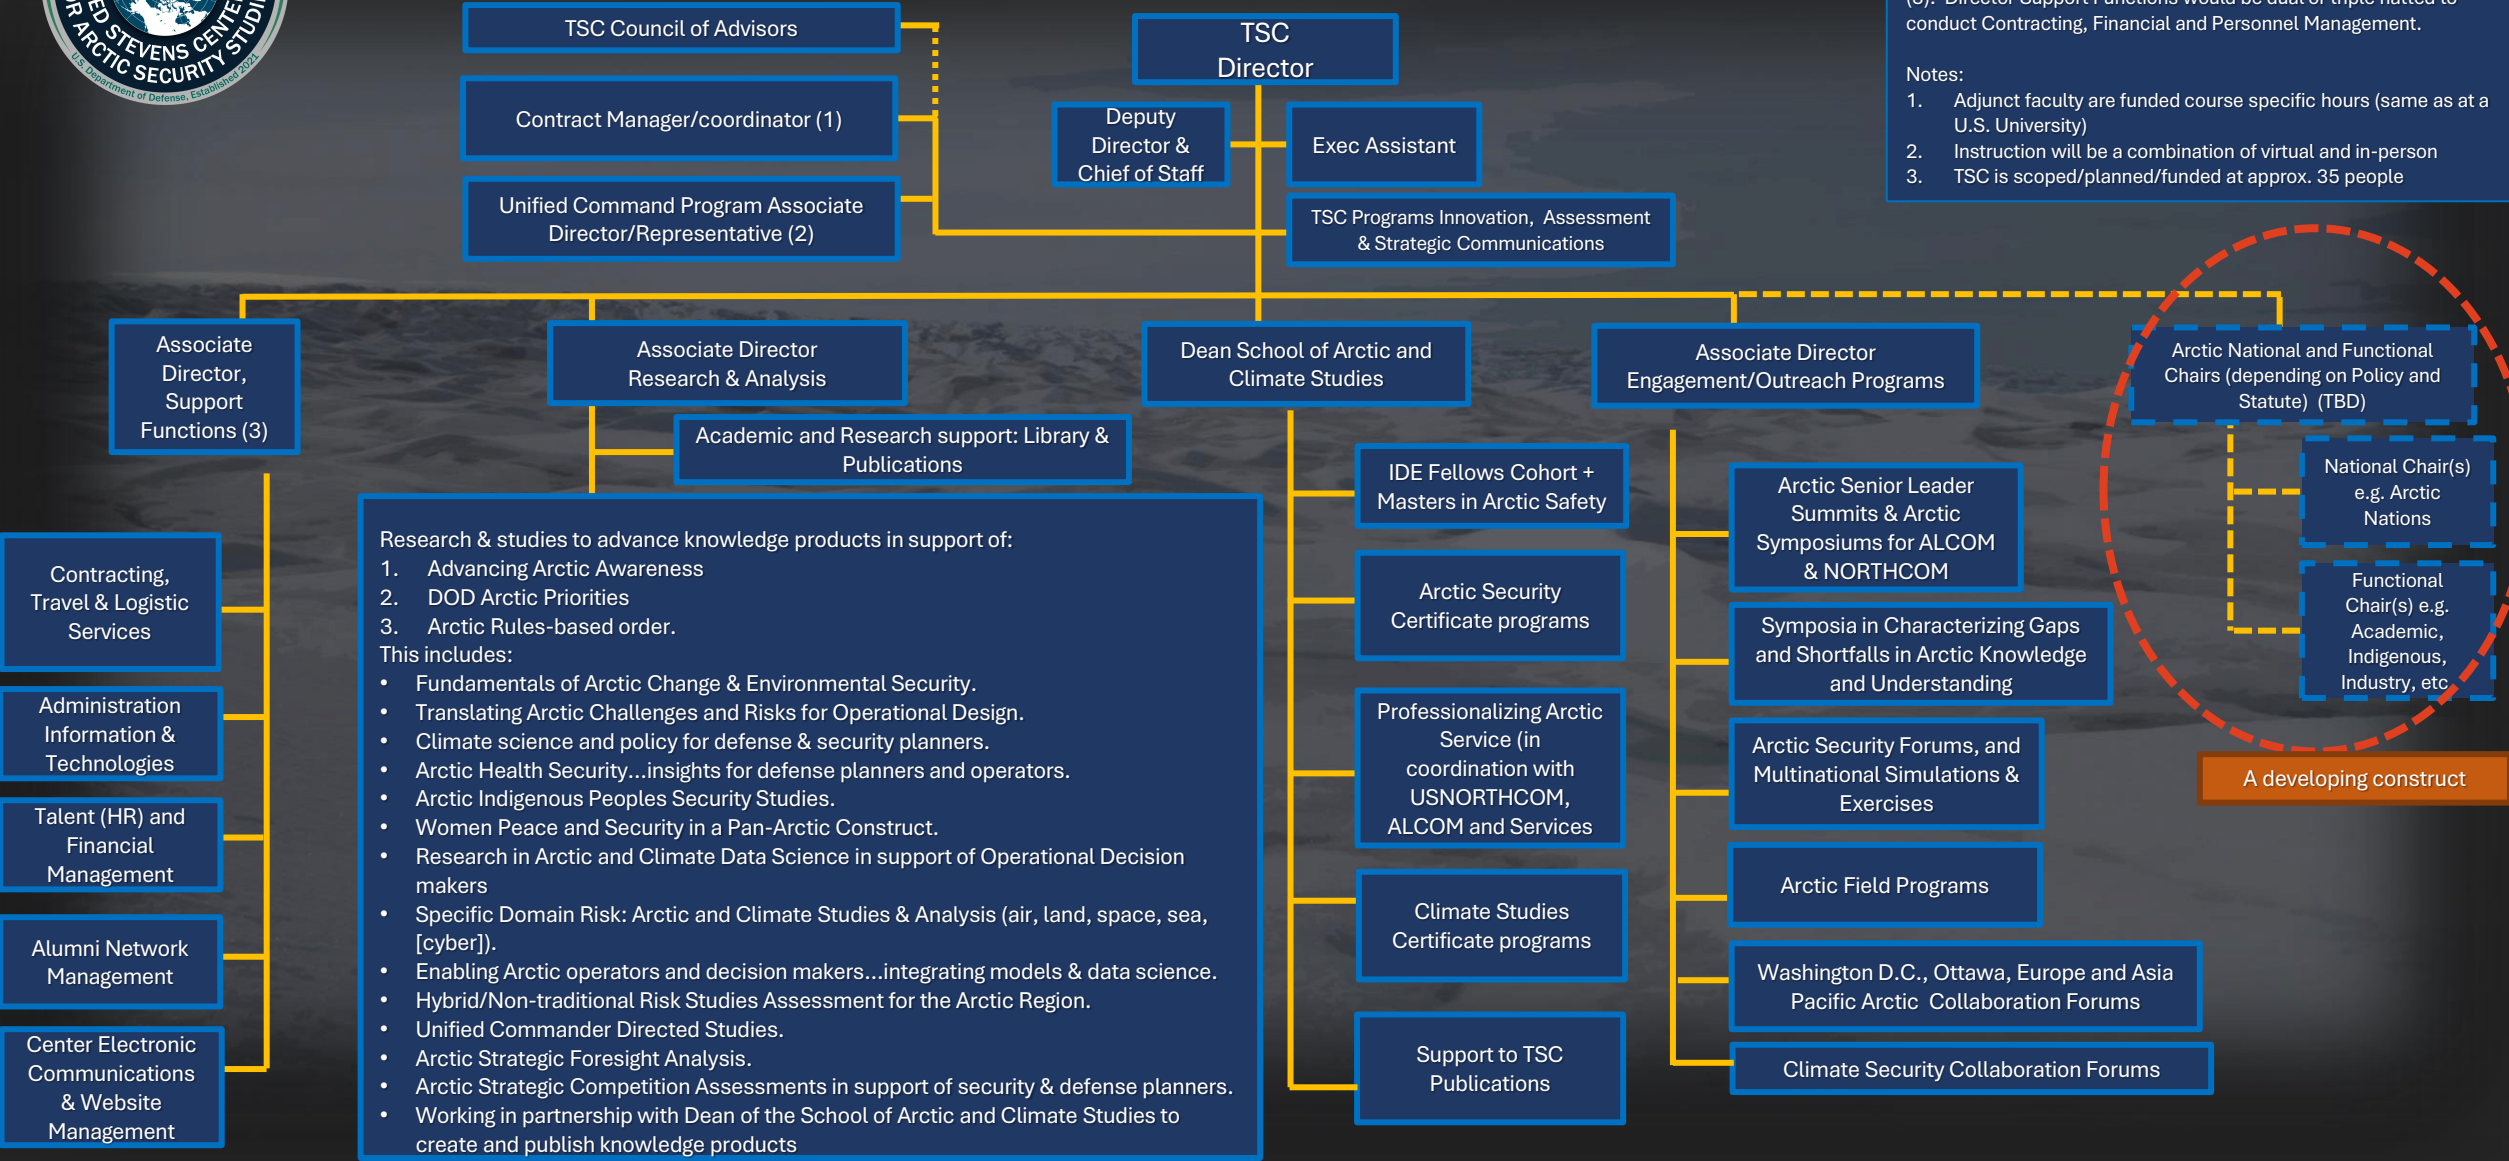 TED STEVENS CENTER
FOR ARCTIC SECURITY STUDIES
U.S. Department of Defense, Established 2021
TSC Council of Advisors
Contract Manager/coordinator (1)
Unified Command Program Associate
Director/Representative (2)
TSC
Director
Deputy
Director &
Chief of Staff
Exec Assistant
TSC Programs Innovation, Assessment
& Strategic Communications
(3). Director Support Functions would be dual or triple hatted to
conduct Contracting, Financial and Personnel Management.
Notes:
1. Adjunct faculty are funded course specific hours (same as at a
U.S. University)
2. Instruction will be a combination of virtual and in-person
3. TSC is scoped/planned/funded at approx. 35 people
Associate
Director,
Support
Functions (3)
Contracting,
Travel & Logistic
Services
Administration
Information &
Technologies
Talent (HR) and
Financial
Management
Alumni Network
Management
Center Electronic
Communications
& Website
Management
Associate Director
Research & Analysis
Academic and Research support: Library &
Publications
Research & studies to advance knowledge products in support of:
1. Advancing Arctic Awareness
2. DOD Arctic Priorities
3. Arctic Rules-based order.
This includes:
• Fundamentals of Arctic Change & Environmental Security.
• Translating Arctic Challenges and Risks for Operational Design.
• Climate science and policy for defense & security planners.
• Arctic Health Security...insights for defense planners and operators.
• Arctic Indigenous Peoples Security Studies.
• Women Peace and Security in a Pan-Arctic Construct.
• Research in Arctic and Climate Data Science in support of Operational Decision
makers
• Specific Domain Risk: Arctic and Climate Studies & Analysis (air, land, space, sea,
[cyber]).
• Enabling Arctic operators and decision makers...integrating models & data science.
• Hybrid/Non-traditional Risk Studies Assessment for the Arctic Region.
• Unified Commander Directed Studies.
• Arctic Strategic Foresight Analysis.
• Arctic Strategic Competition Assessments in support of security & defense planners.
• Working in partnership with Dean of the School of Arctic and Climate Studies to
create and publish knowledge products
Dean School of Arctic and
Climate Studies
IDE Fellows Cohort +
Masters in Arctic Safety
Arctic Security
Certificate programs
Professionalizing Arctic
Service (in
coordination with
USNORTHCOM,
ALCOM and Services
Climate Studies
Certificate programs
Support to TSC
Publications
Associate Director
Engagement/Outreach Programs
Arctic Senior Leader
Summits & Arctic
Symposiums for ALCOM
& NORTHCOM
Symposia in Characterizing Gaps
and Shortfalls in Arctic Knowledge
and Understanding
Arctic Security Forums, and
Multinational Simulations &
Exercises
Arctic Field Programs
Washington D.C., Ottawa, Europe and Asia
Pacific Arctic Collaboration Forums
Climate Security Collaboration Forums
Arctic National and Functional
Chairs (depending on Policy and
Statute) (TBD)
National Chair(s)
e.g. Arctic
Nations
Functional
Chair(s) e.g.
Academic,
Indigenous,
Industry, etc
A developing construct